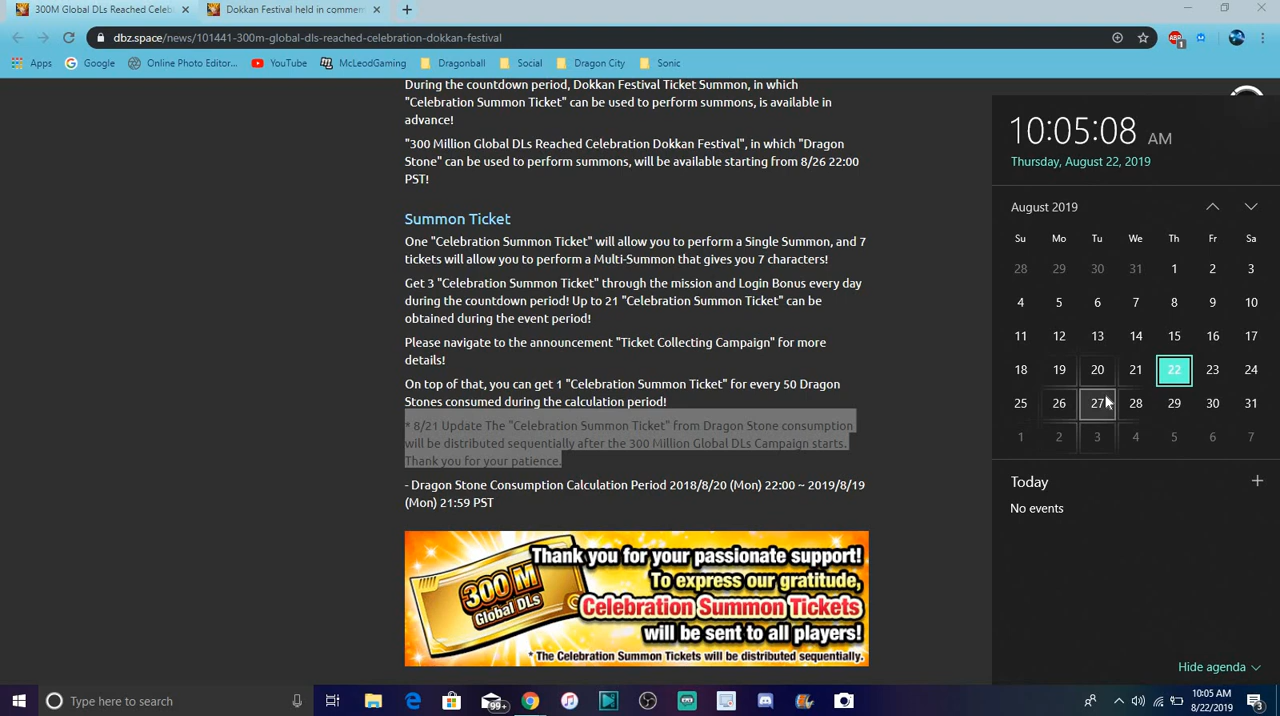 300M Global DLs Reached Celeb
Dokkan Festival held in commem
dbz.space/news/101441-300m-global-dls-reached-celebration-dokkan-festival
ABP
1
Apps
Google
Online Photo Editor...
YouTube
McLeodGaming
Dragonball
Social
Dragon City
Sonic
During the countdown period, Dokkan Festival Ticket Summon, in which
"Celebration Summon Ticket" can be used to perform summons, is available in
advance!
"300 Million Global DLs Reached Celebration Dokkan Festival", in which "Dragon
Stone" can be used to perform summons, will be available starting from 8/26 22:00
PST!
Summon Ticket
One "Celebration Summon Ticket" will allow you to perform a Single Summon, and 7
tickets will allow you to perform a Multi-Summon that gives you 7 characters!
Get 3 "Celebration Summon Ticket" through the mission and Login Bonus every day
during the countdown period! Up to 21 "Celebration Summon Ticket" can be
obtained during the event period!
Please navigate to the announcement "Ticket Collecting Campaign" for more
details!
On top of that, you can get 1 "Celebration Summon Ticket" for every 50 Dragon
Stones consumed during the calculation period!
* 8/21 Update The "Celebration Summon Ticket" from Dragon Stone consumption
will be distributed sequentially after the 300 Million Global DLs Campaign starts.
Thank you for your patience.
- Dragon Stone Consumption Calculation Period 2018/8/20 (Mon) 22:00 ~ 2019/8/19
(Mon) 21:59 PST
300 M
Global DLs
Thank you for your passionate support!
To express our gratitude,
Celebration Summon Tickets
will be sent to all players!
* The Celebration Summon Tickets will be distributed sequentially.
10:05:08 AM
Thursday, August 22, 2019
August 2019
Su Mo Tu We Th Fr Sa
28 29 30 31 1 2 3
4 5 6 7 8 9 10
11 12 13 14 15 16 17
18 19 20 21 22 23 24
25 26 27 28 29 30 31
1 2 3 4 5 6 7
Today
No events
Hide agenda
Type here to search
99+
10:05 AM
8/22/2019
3